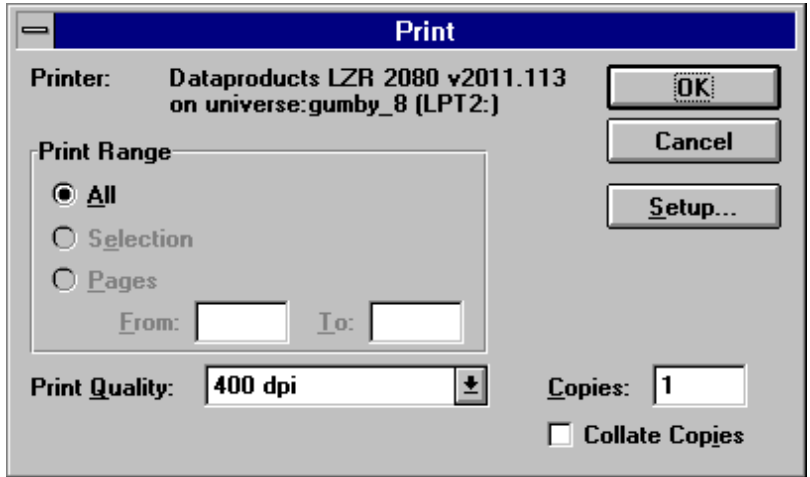 Print
Printer: Dataproducts LZR 2080 v2011.113
on universe:gumby_8 (LPT2:)
OK
Cancel
Setup...
Print Range
All
Selection
Pages
From: To:
Print Quality: 400 dpi
Copies: 1
Collate Copies